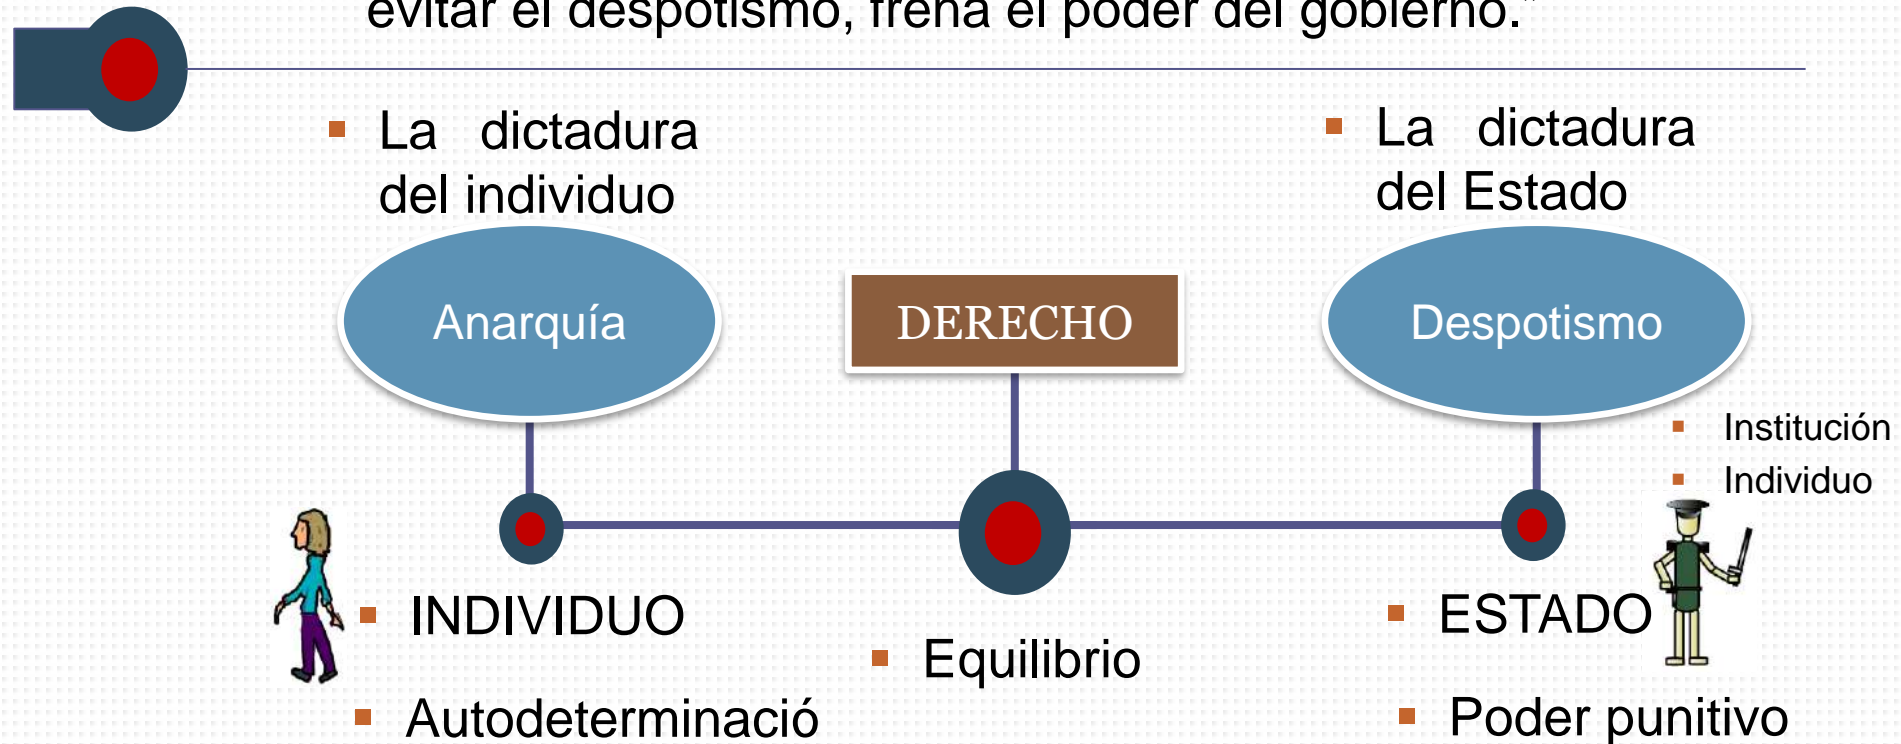 evitar el despotismo, frena el poder del gobierno."
La dictadura
del individuo
La dictadura
del Estado
Anarquía
DERECHO
Despotismo
Institución
Individuo
INDIVIDUO
ESTADO
Equilibrio
Autodeterminació
Poder punitivo